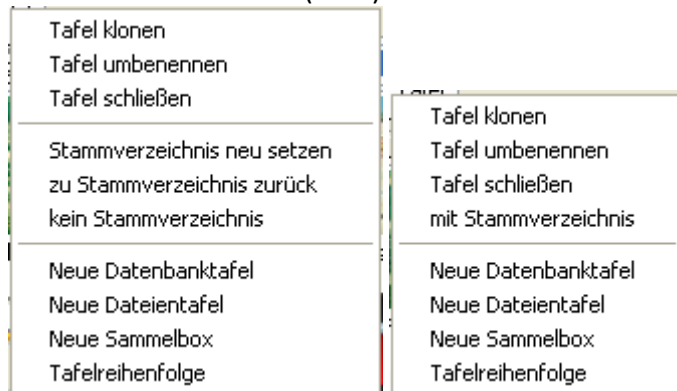 Tafel klonen
Tafel umbenennen
Tafel schließen
Stammverzeichnis neu setzen
zu Stammverzeichnis zurück
kein Stammverzeichnis
Neue Datenbanktafel
Neue Dateientafel
Neue Sammelbox
Tafelreihenfolge
Tafel klonen
Tafel umbenennen
Tafel schließen
mit Stammverzeichnis
Neue Datenbanktafel
Neue Dateientafel
Neue Sammelbox
Tafelreihenfolge